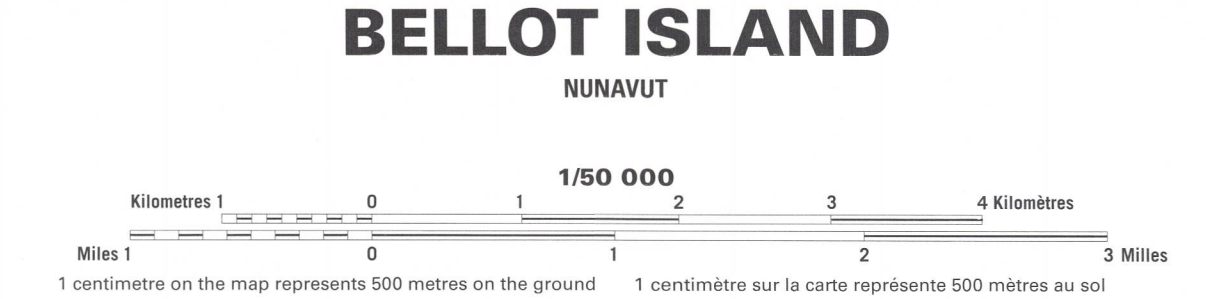 BELLOT ISLAND
NUNAVUT
1/50 000
Kilometres 1 0 1 2 3 4 Kilomètres
Miles 1 0 1 2 3 Milles
1 centimetre on the map represents 500 metres on the ground 1 centimètre sur la carte représente 500 mètres au sol